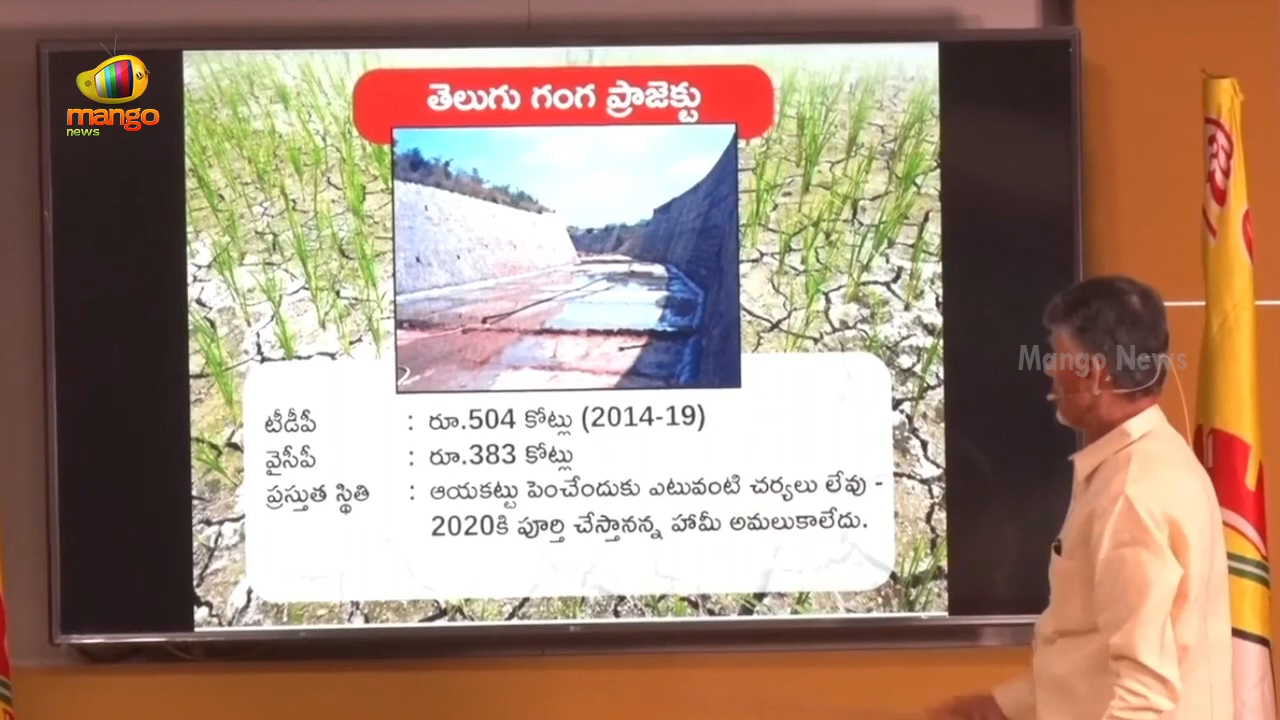 mango
news
తెలుగు గంగ ప్రాజెక్టు
Mango News
టీడీపీ : రూ.504 కోట్లు (2014-19)
వైసీపీ : రూ.383 కోట్లు
ప్రస్తుత స్థితి : ఆయకట్టు పెంచేందుకు ఎటువంటి చర్యలు లేవు -
2020కి పూర్తి చేస్తానన్న హామీ అమలుకాలేదు.